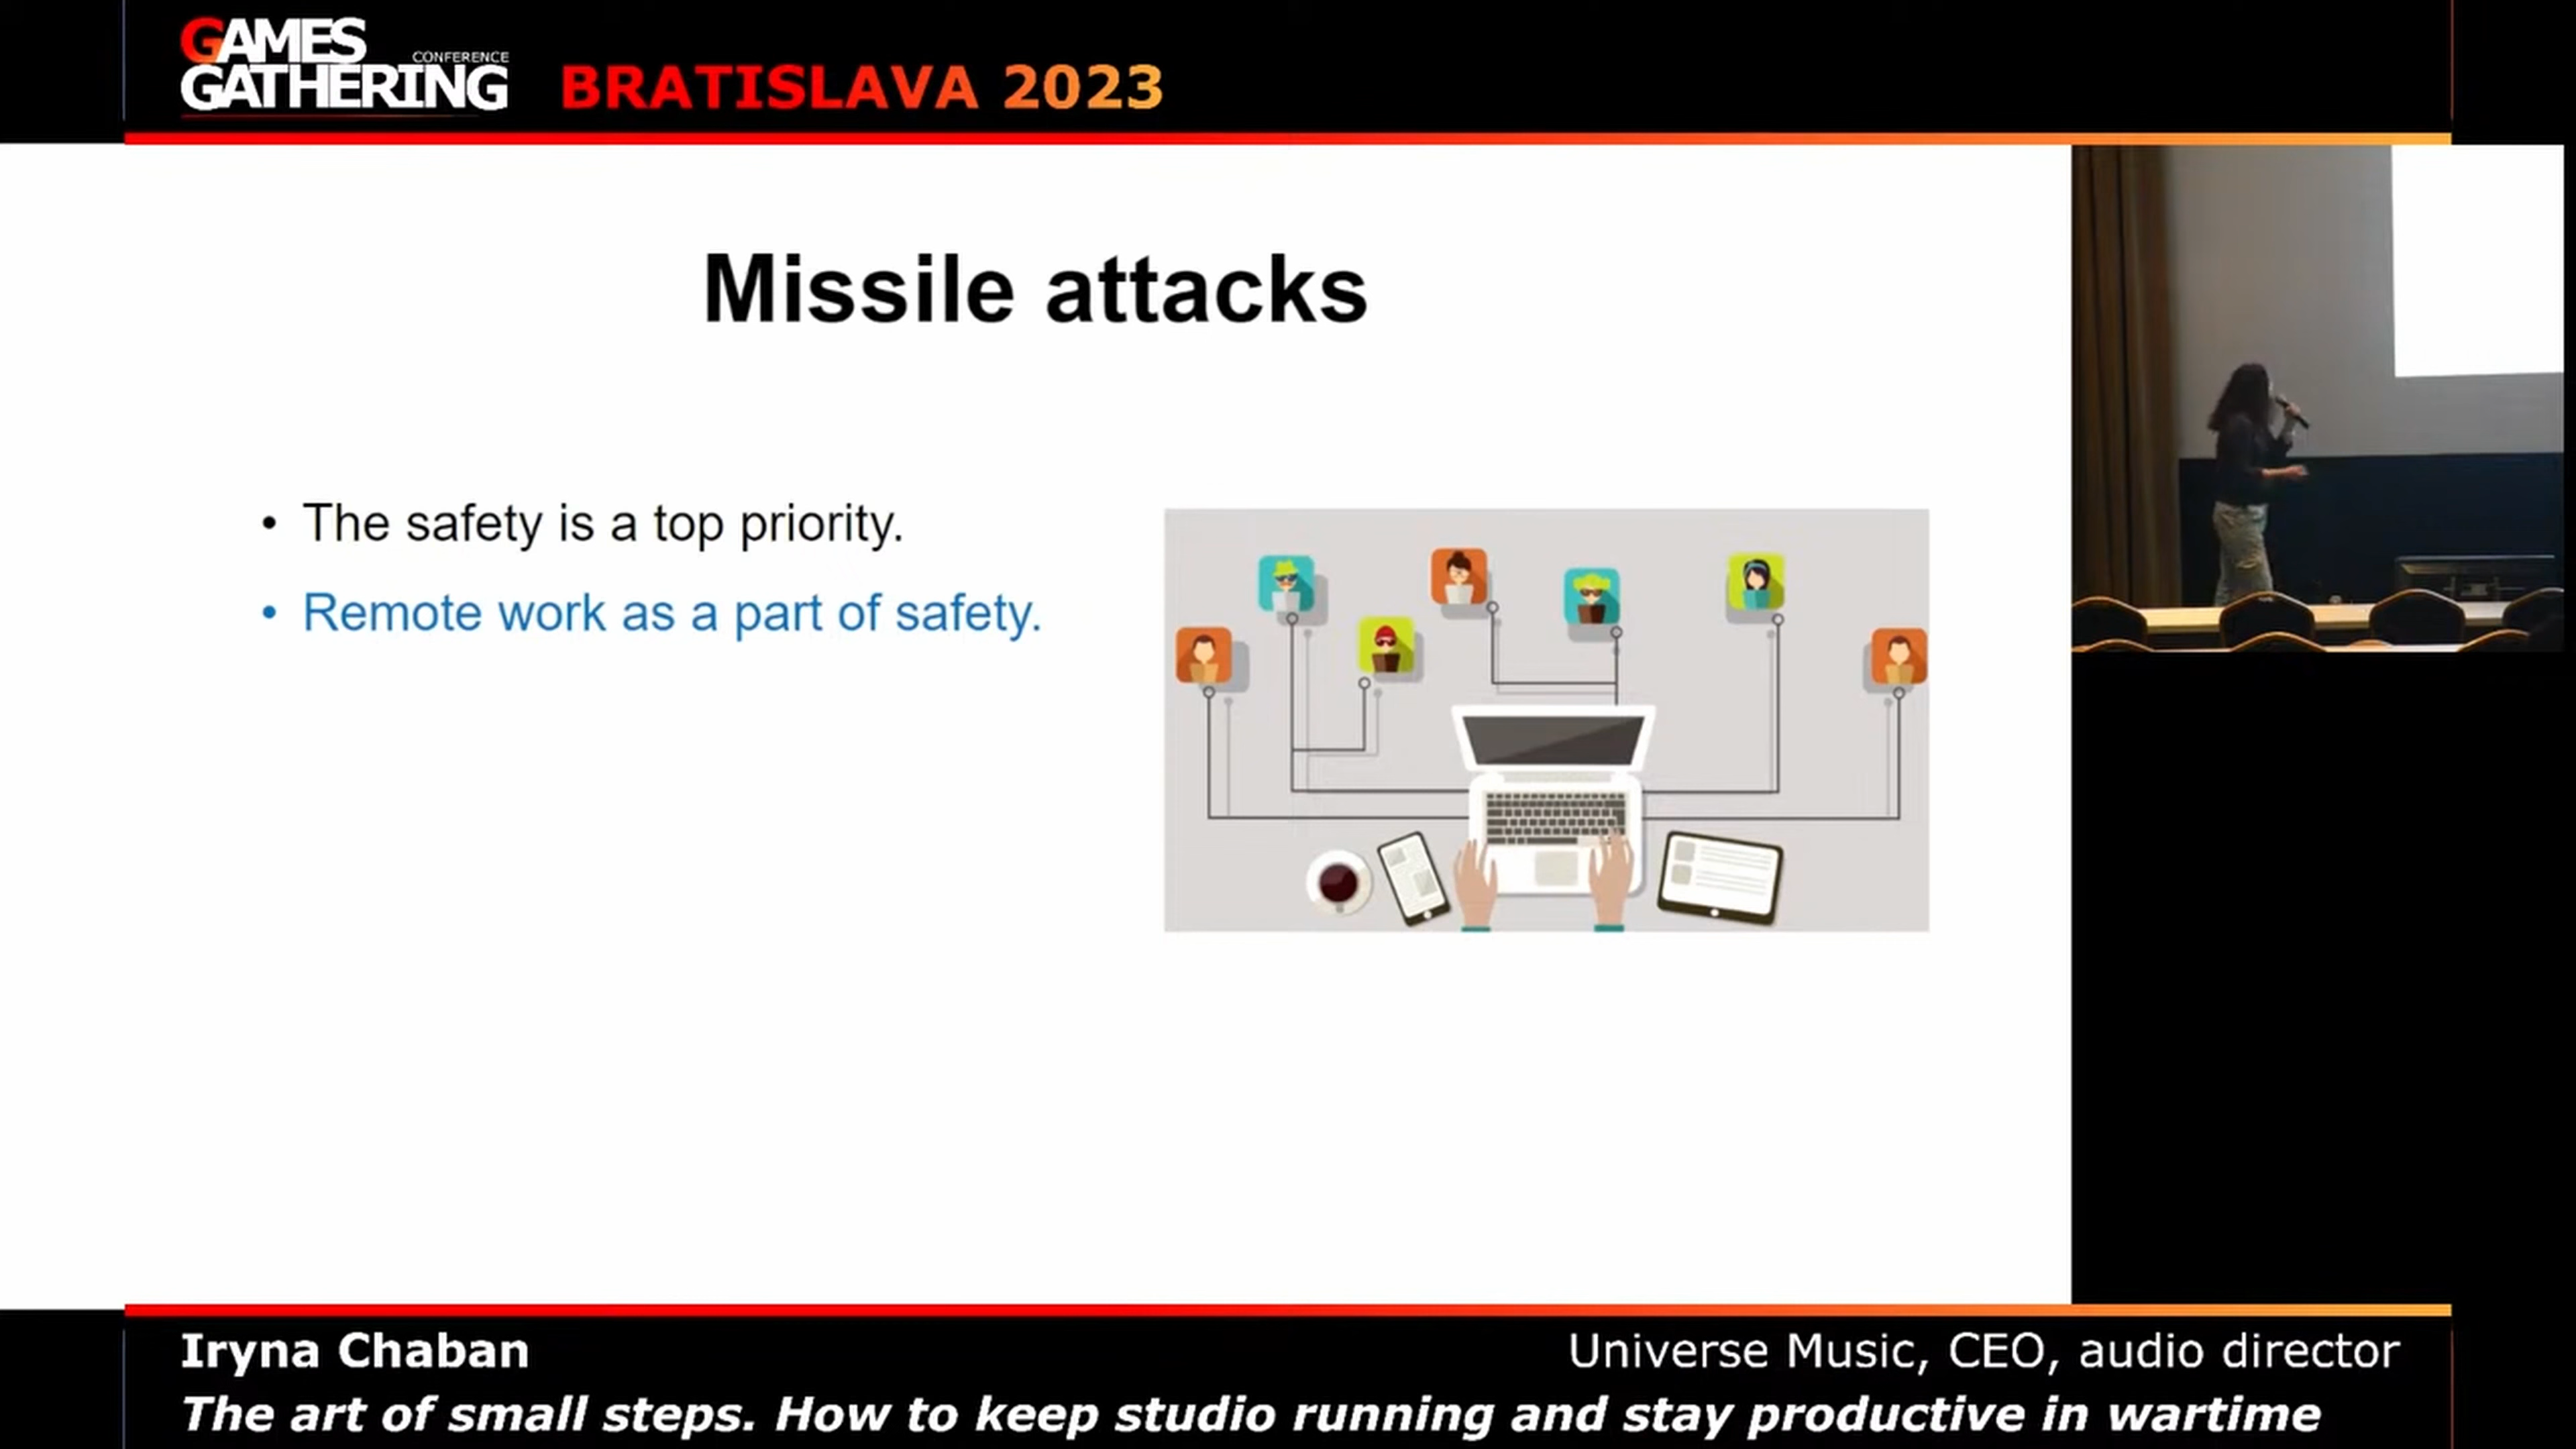 GAMES
CONFERENCE
GATHERING
BRATISLAVA 2023
Missile attacks
• The safety is a top priority.
• Remote work as a part of safety.
Iryna Chaban
Universe Music, CEO, audio director
The art of small steps. How to keep studio running and stay productive in wartime